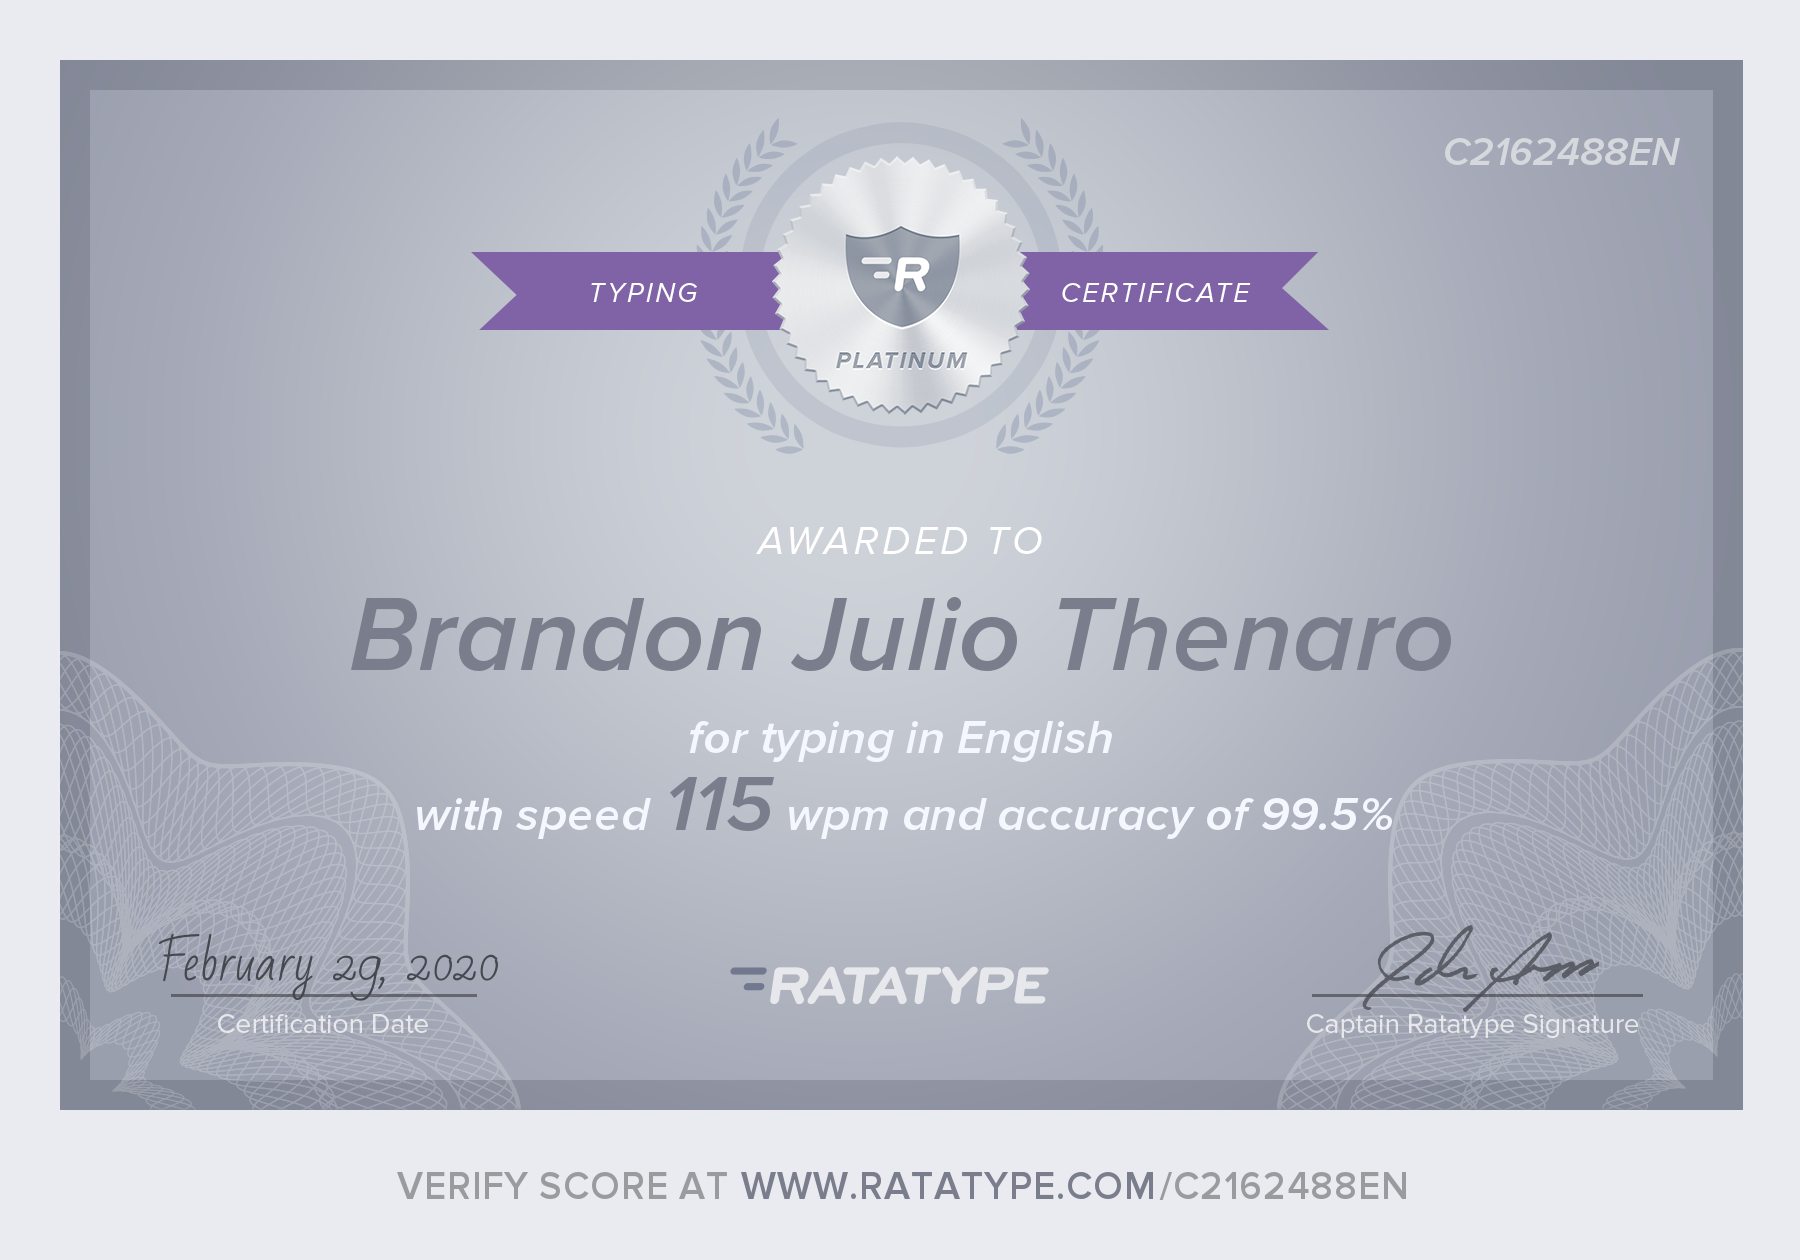 C2162488EN
TYPING
CERTIFICATE
R
PLATINUM
AWARDED TO
Brandon Julio Thenaro
for typing in English
with speed 115 wpm and accuracy of 99.5%
February 29, 2020
Certification Date
RATATYPE
Captain Ratatype Signature
VERIFY SCORE AT WWW.RATATYPE.COM/C2162488EN